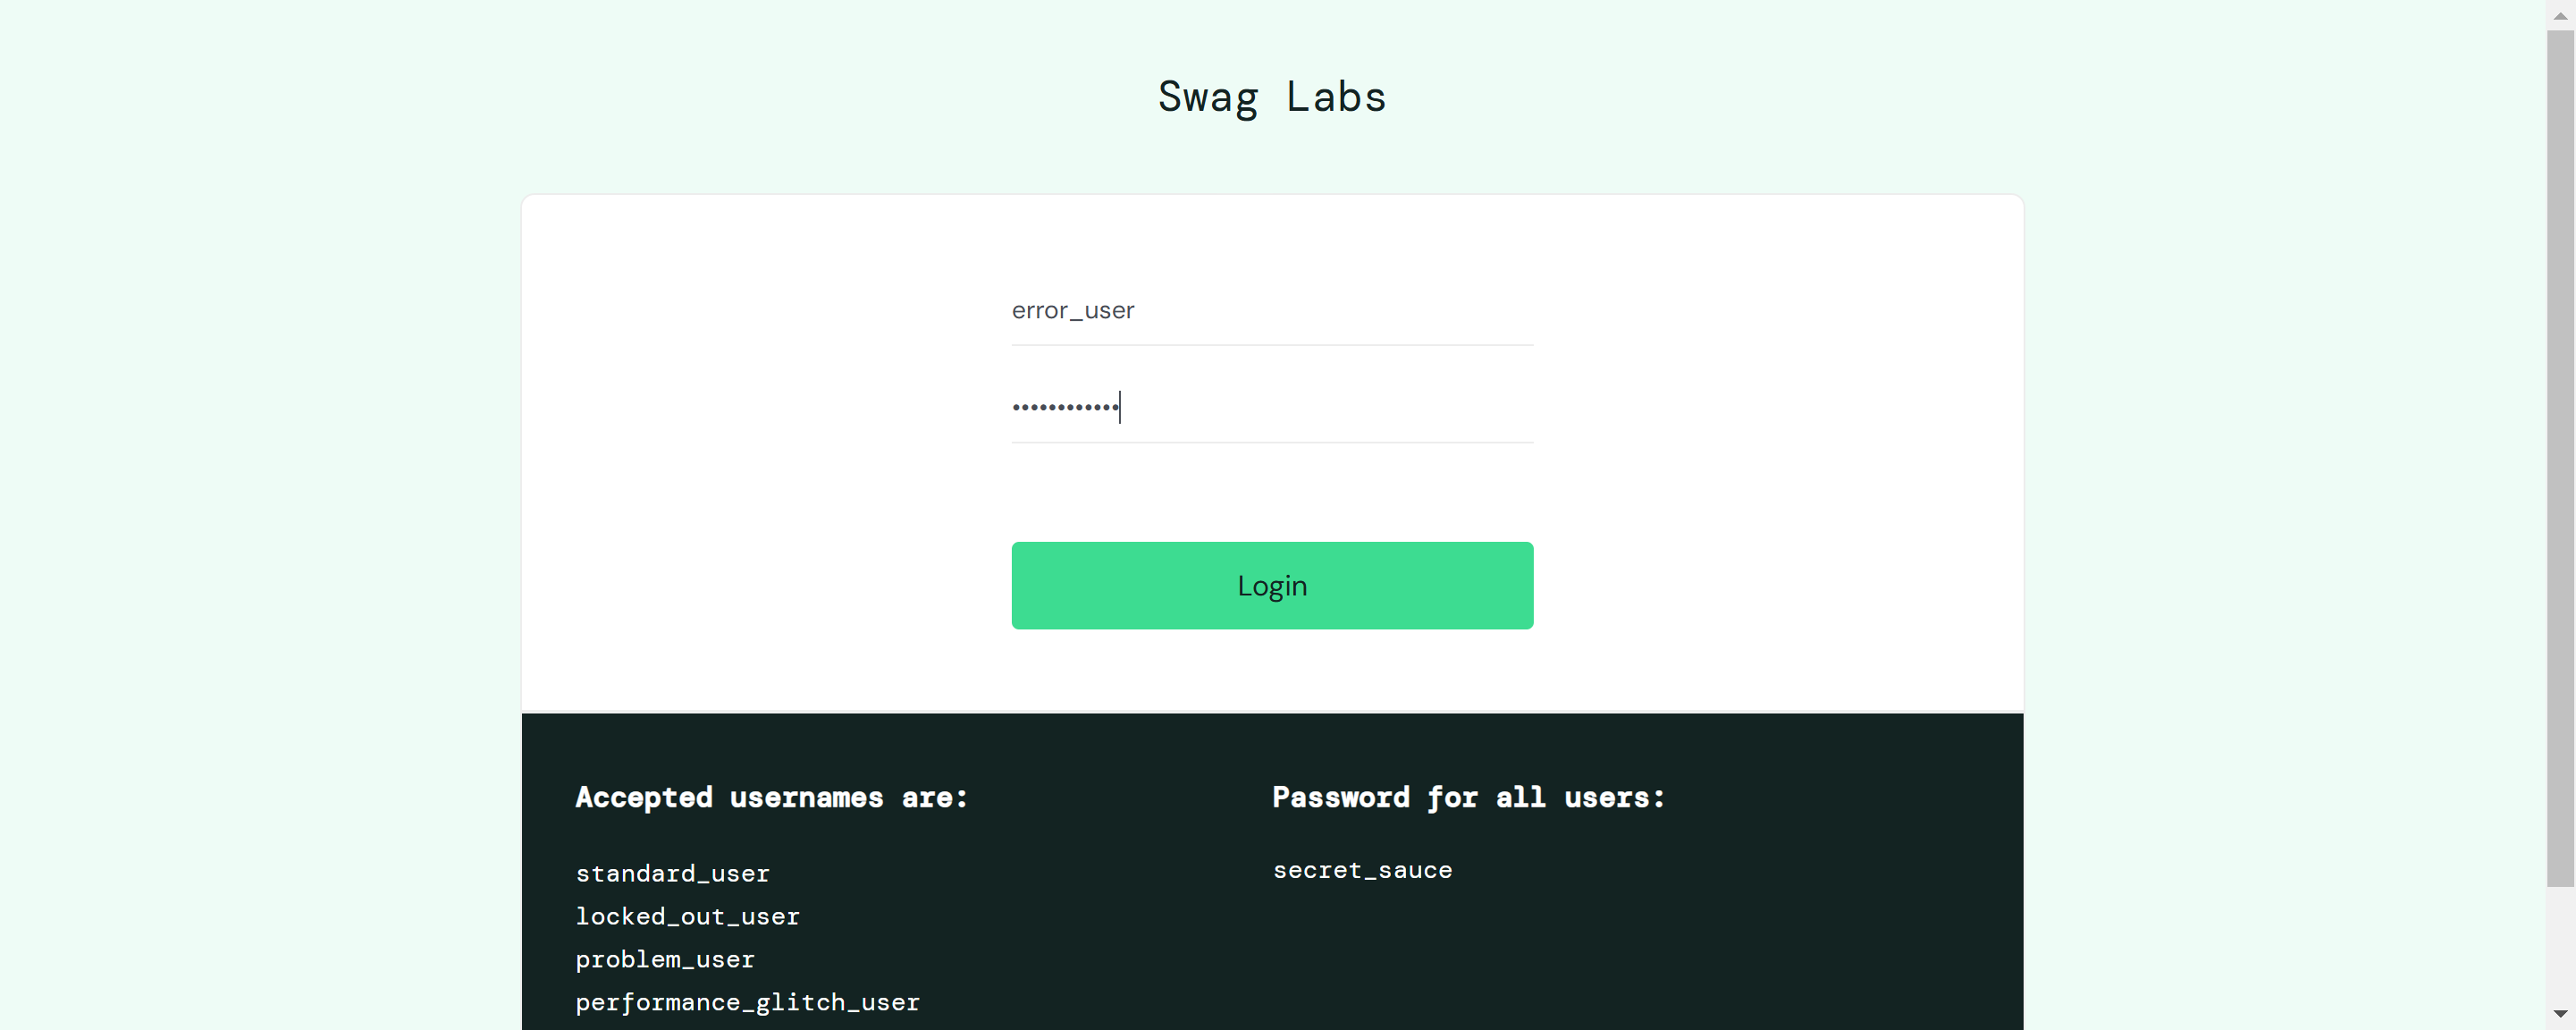 Swag Labs
error_user
••••••••••••
Login
Accepted usernames are:
standard_user
locked_out_user
problem_user
performance_glitch_user
Password for all users:
secret_sauce